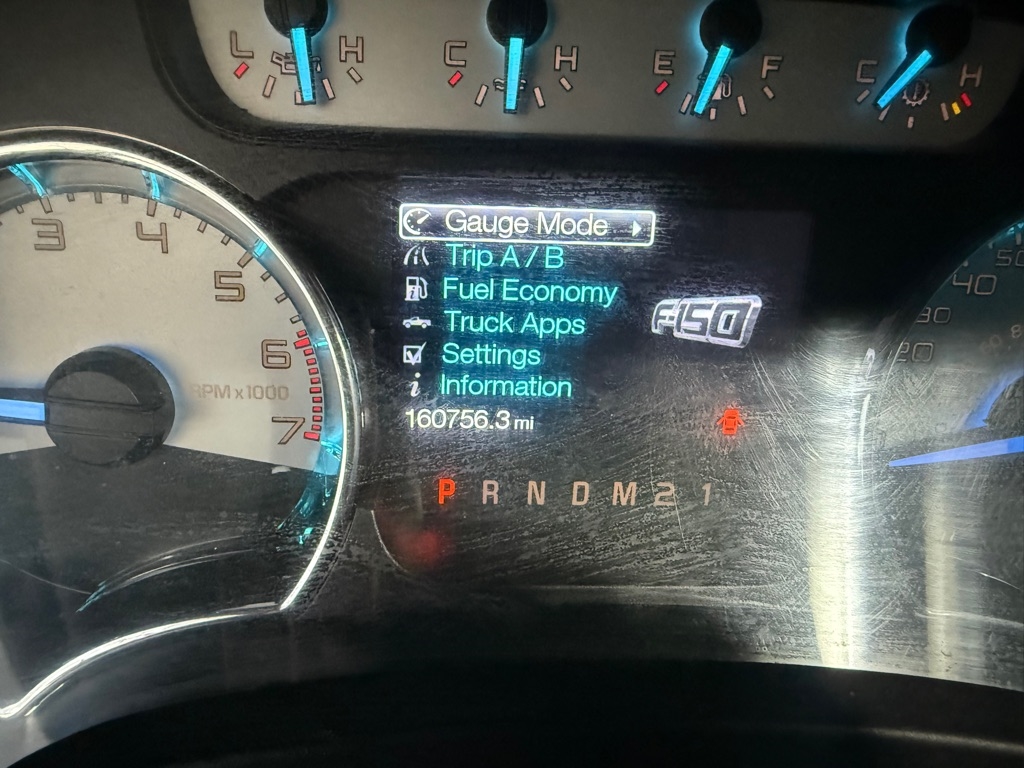 L H C H E F C H
3
4
5
6
7
RPM x 1000
Gauge Mode
Trip A / B
Fuel Economy
Truck Apps
Settings
Information
160756.3 mi
F-150
P R N D M 2 1
50
40
30
20